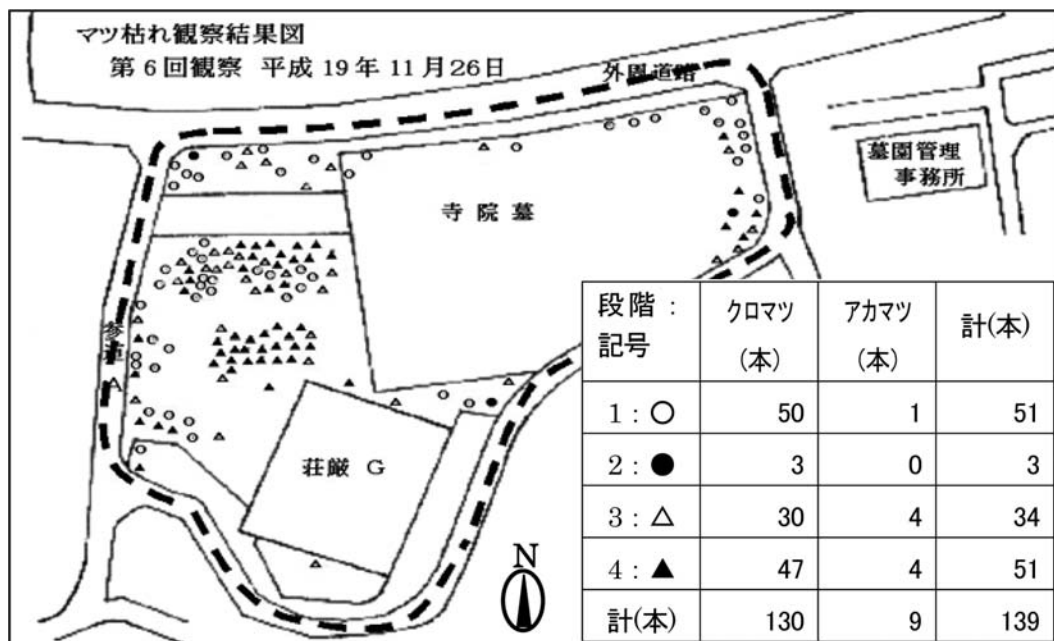 マツ枯れ観察結果図
第6回観察 平成19年11月26日
外周道路
墓園管理
事務所
寺院墓
参道A
荘厳 G
N
段階: 記号 クロマツ(本) アカマツ(本) 計(本)
1:○ 50 1 51
2:● 3 0 3
3:△ 30 4 34
4:▲ 47 4 51
計(本) 130 9 139